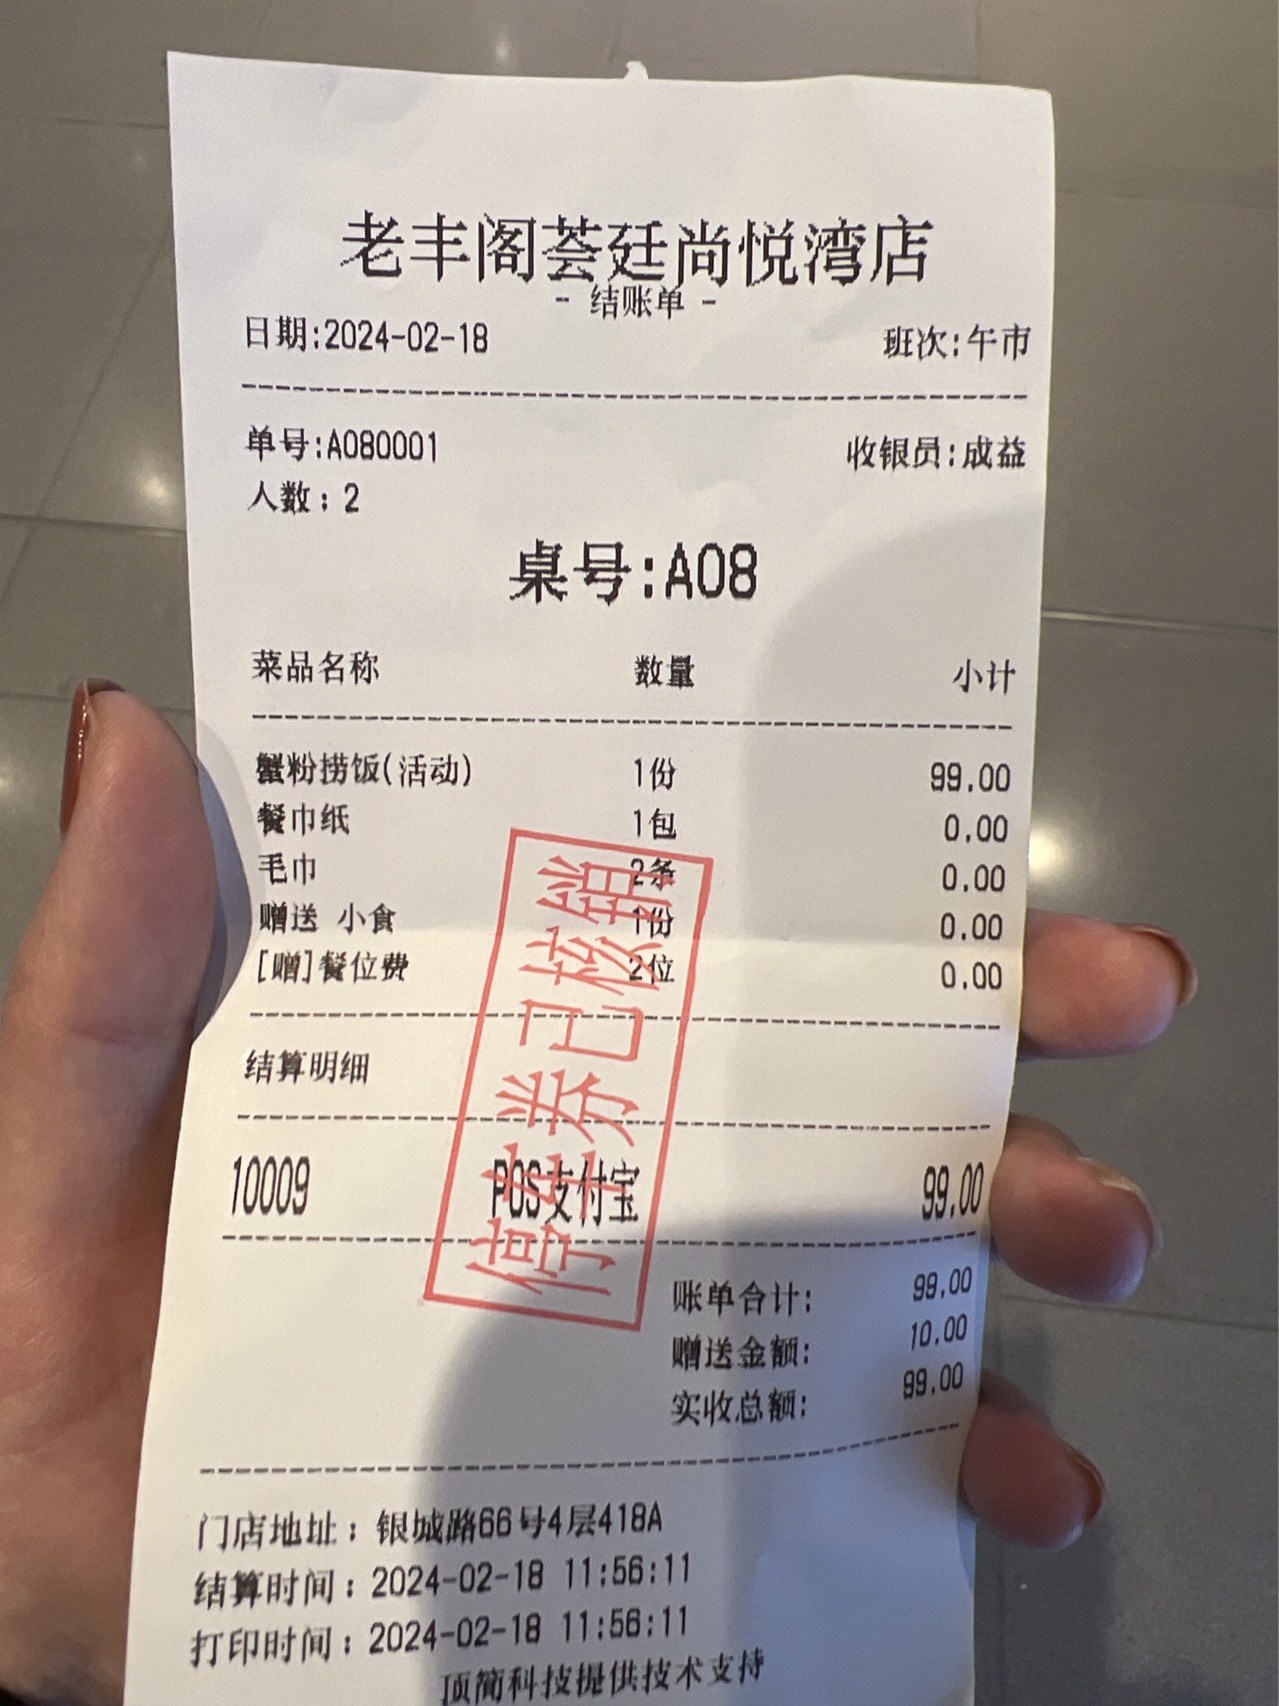 老丰阁荟廷尚悦湾店
- 结账单 -
日期:2024-02-18 班次:午市
单号:A080001 收银员:成益
人数：2
桌号:A08
菜品名称 数量 小计
蟹粉捞饭(活动) 1份 99.00
餐巾纸 1包 0.00
毛巾 2条 0.00
赠送 小食 1份 0.00
[赠]餐位费 2位 0.00
结算明细
10009 POS支付宝 99.00
账单合计: 99.00
赠送金额: 10.00
实收总额: 99.00
门店地址：银城路66号4层418A
结算时间：2024-02-18 11:56:11
打印时间：2024-02-18 11:56:11
顶简科技提供技术支持
停车券已核销